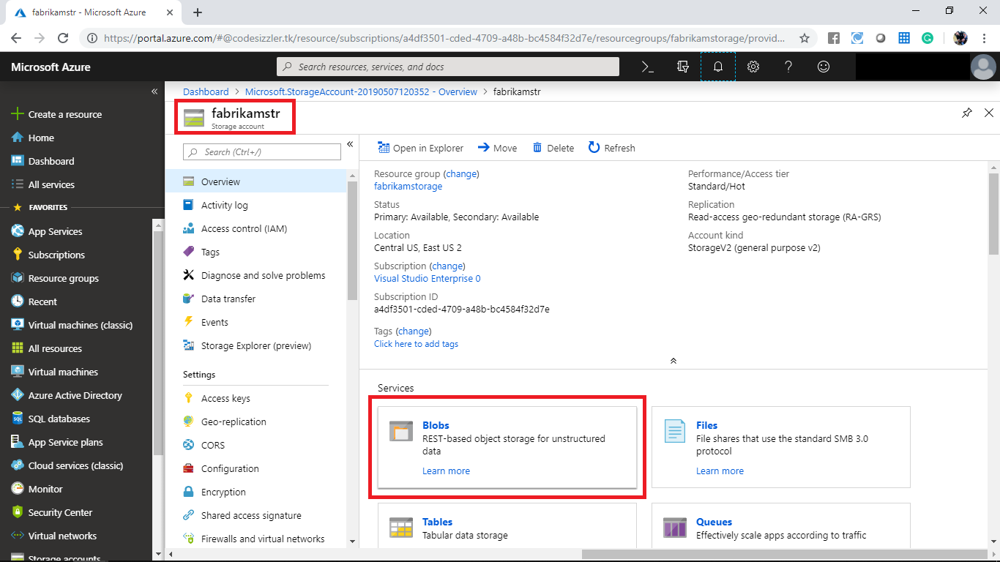 fabrikamstr - Microsoft Azure
https://portal.azure.com/#@codesizzler.tk/resource/subscriptions/a4df3501-cded-4709-a48b-bc4584f32d7e/resourcegroups/fabrikamstorage/provid...
Microsoft Azure
Search resources, services, and docs
Dashboard > Microsoft.StorageAccount-20190507120352 - Overview > fabrikamstr
fabrikamstr
Storage account
Create a resource
Home
Dashboard
All services
FAVORITES
App Services
Subscriptions
Resource groups
Recent
Virtual machines (classic)
All resources
Virtual machines
Azure Active Directory
SQL databases
App Service plans
Cloud services (classic)
Monitor
Security Center
Virtual networks
Storage accounts
Search (Ctrl+/)
Overview
Activity log
Access control (IAM)
Tags
Diagnose and solve problems
Data transfer
Events
Storage Explorer (preview)
Settings
Access keys
Geo-replication
CORS
Configuration
Encryption
Shared access signature
Firewalls and virtual networks
Open in Explorer Move Delete Refresh
Resource group (change)
fabrikamstorage
Status
Primary: Available, Secondary: Available
Location
Central US, East US 2
Subscription (change)
Visual Studio Enterprise 0
Subscription ID
a4df3501-cded-4709-a48b-bc4584f32d7e
Tags (change)
Click here to add tags
Performance/Access tier
Standard/Hot
Replication
Read-access geo-redundant storage (RA-GRS)
Account kind
StorageV2 (general purpose v2)
Services
Blobs
REST-based object storage for unstructured
data
Learn more
Files
File shares that use the standard SMB 3.0
protocol
Learn more
Tables
Tabular data storage
Queues
Effectively scale apps according to traffic